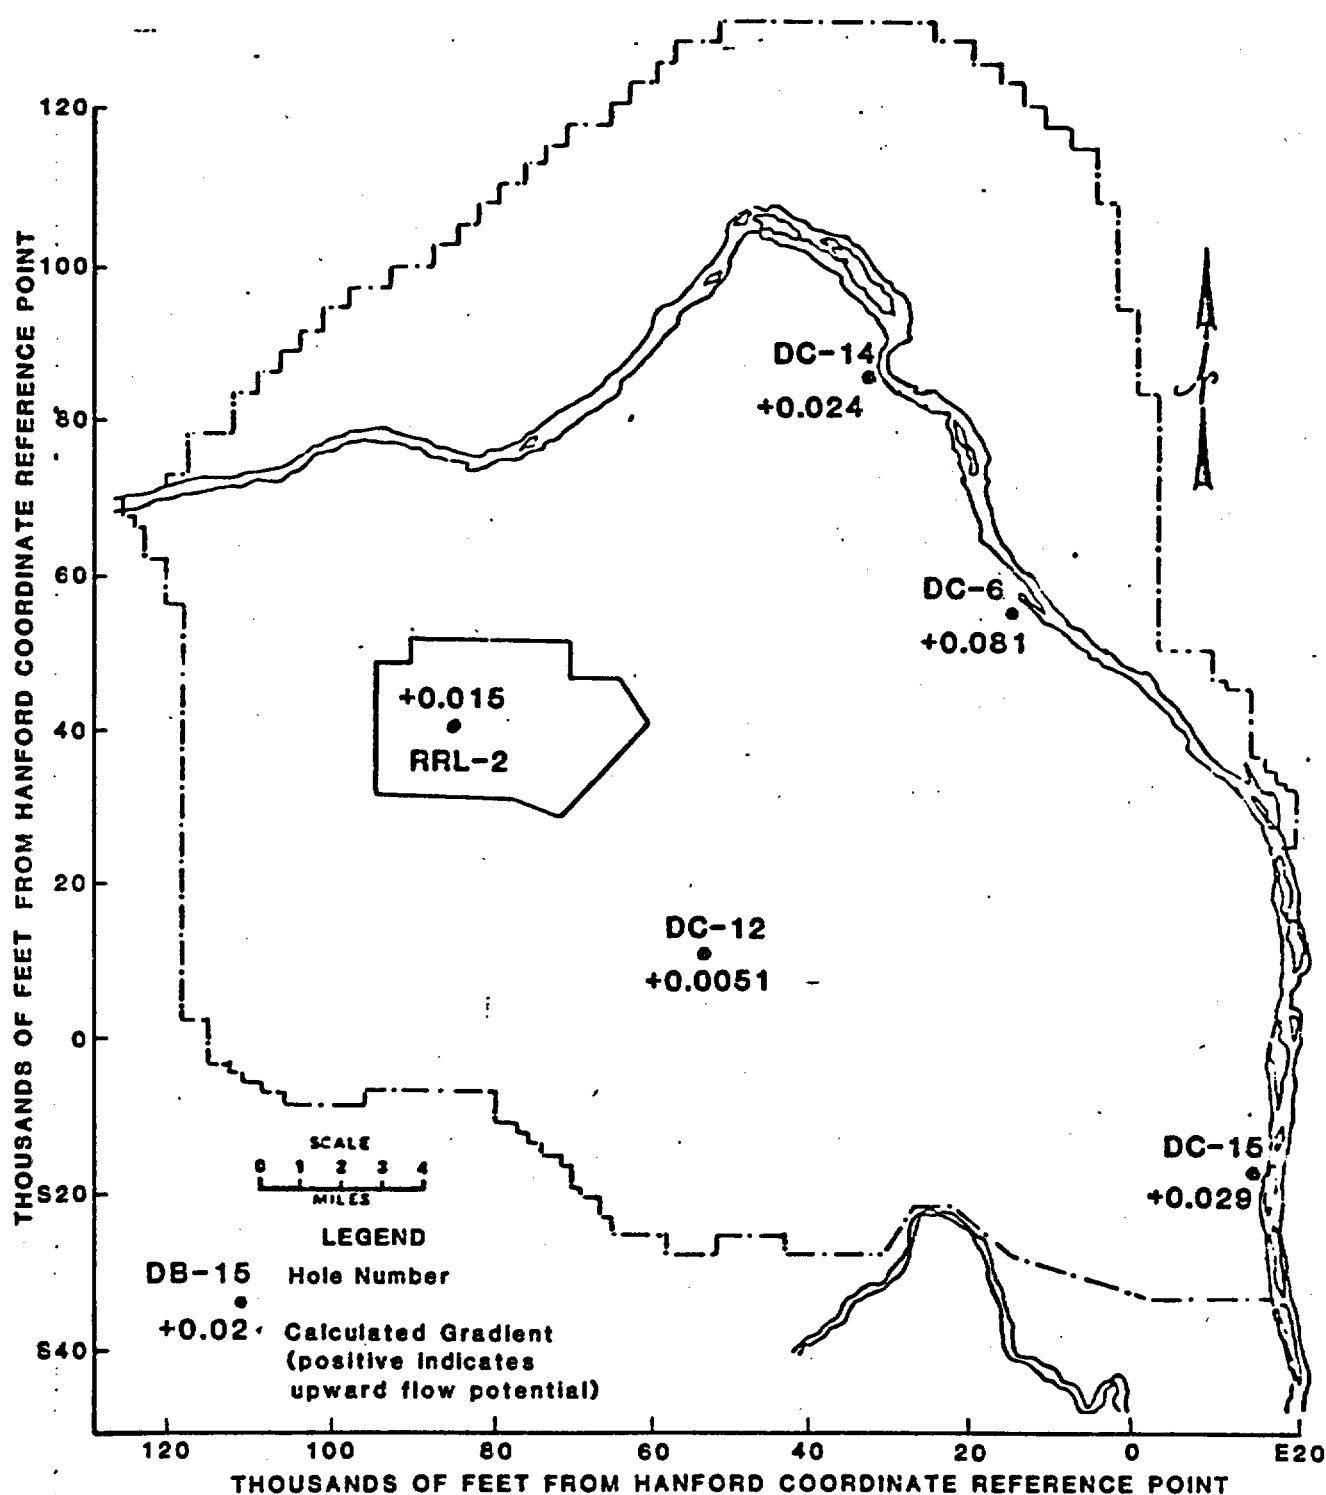 120
100
80
60
40
20
0
S20
S40
THOUSANDS OF FEET FROM HANFORD COORDINATE REFERENCE POINT
DC-14
+0.024
DC-6
+0.081
+0.015
RRL-2
DC-12
+0.0051
DC-15
+0.029
SCALE
0 1 2 3 4
MILES
LEGEND
DB-15 Hole Number
+0.02 Calculated Gradient
(positive indicates
upward flow potential)
120 100 80 60 40 20 0 E20
THOUSANDS OF FEET FROM HANFORD COORDINATE REFERENCE POINT